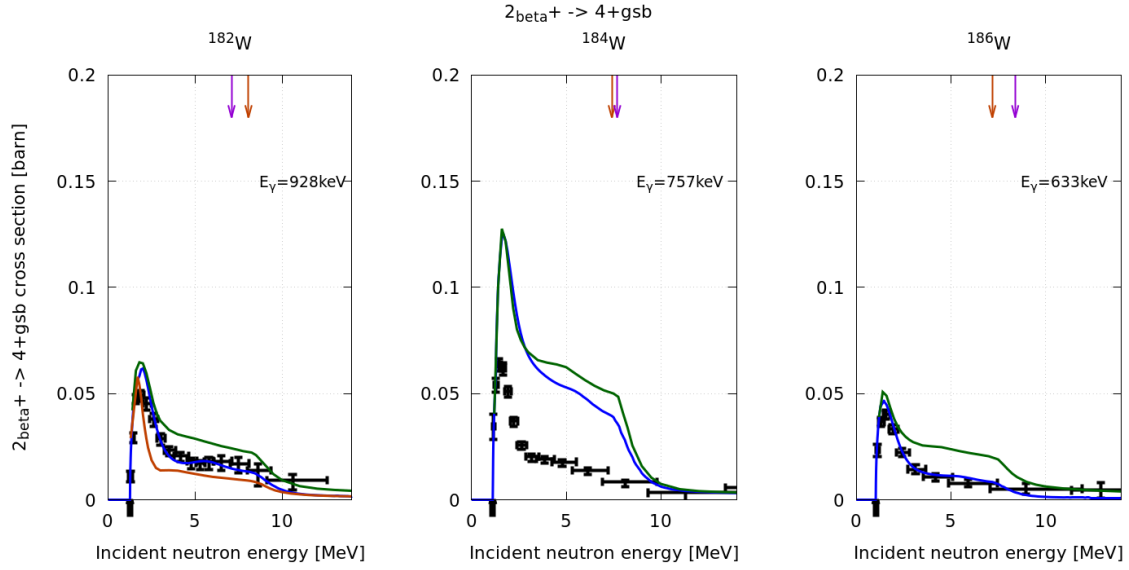 2beta+ -> 4+gsb
182W
184W
186W
2beta+ -> 4+gsb cross section [barn]
0.2
0.15
0.1
0.05
0
Eγ=928keV
0
5
10
Incident neutron energy [MeV]
0.2
0.15
0.1
0.05
0
Eγ=757keV
5
10
Incident neutron energy [MeV]
0.2
0.15
0.1
0.05
0
Eγ=633keV
0
5
10
Incident neutron energy [MeV]